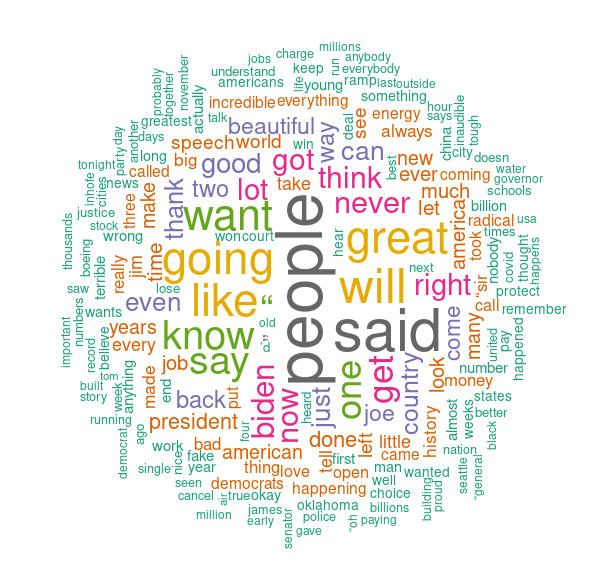 millions
jobs charge anybody
understand keep run everybody
probably together november americans life young ramp last outside
actually incredible everything something hour
greatest talk beautiful deal see energy says inaudible tough
another days speech world win way always china city
party day long big good got can new best doesn
tonight called two lot take think ever coming water
news make thank never much governor
inhofe cities three let american schools
justice want great radical billion
stock won court hear took times usa
thousands wrong time going will next nobody covid thought happens
boeing terrible really jim people right "sir protect
saw lose like “ call remember
numbers wants even old said come many
important believe years know ” d united pay happened
record every say one get look number
tom job biden now just country money
built anything made end back put joe states
story week president heard history almost weeks better
running four done left little black
democrat ago work bad american tell first came nation
single nice fake thing love open man wanted seattle "general
seen year democrats happening well choice
cancel air true okay oklahoma billions building proud
million james police "oh paying
early senator gave